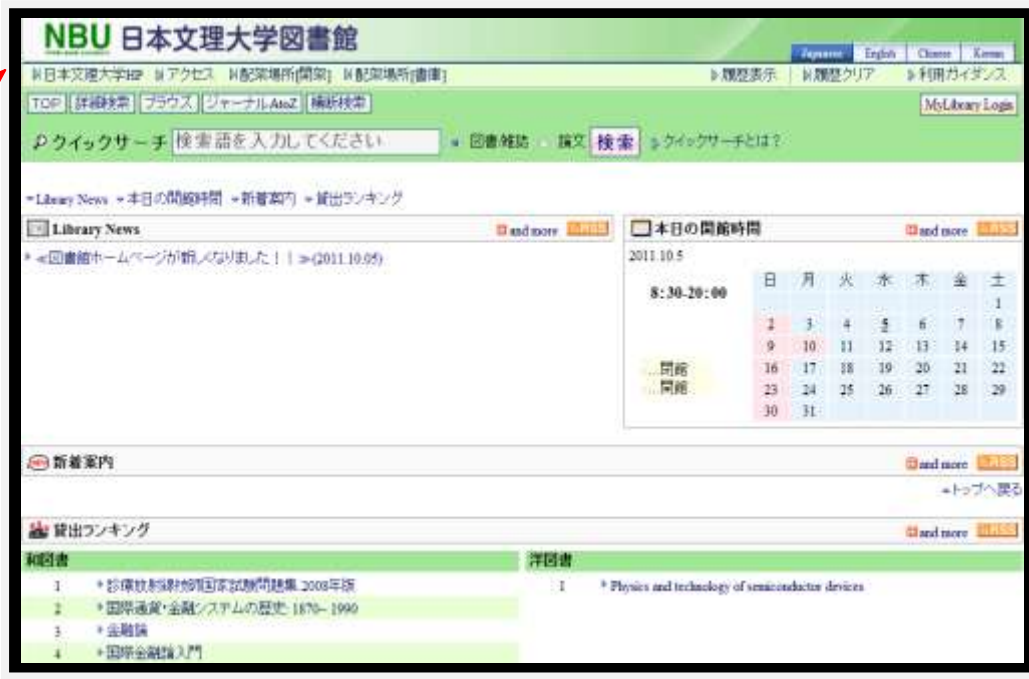 NBU 日本文理大学図書館
Japanese English Chinese Korean
日本文理大学HP アクセス 配架場所[開架] 配架場所[書庫] 履歴表示 履歴クリア 利用ガイダンス
TOP 詳細検索 ブラウズ ジャーナルAtoZ 横断検索 MyLibrary Login
クイックサーチ 検索語を入力してください 図書/雑誌 論文 検索 クイックサーチとは?
Library News 本日の開館時間 新着案内 貸出ランキング
Library News and more RSS
≪図書館ホームページが新しくなりました!!≫(2011.10.05)
本日の開館時間 and more RSS
2011.10.5
8:30-20:00
日 月 火 水 木 金 土
1
2 3 4 5 6 7 8
9 10 11 12 13 14 15
16 17 18 19 20 21 22
23 24 25 26 27 28 29
30 31
...閉館
...開館
新着案内 and more RSS
トップへ戻る
貸出ランキング and more RSS
和図書
1 診療放射線技師国家試験問題集 2008年版
2 国際通貨・金融システムの歴史 1870-1990
3 金融論
4 国際金融論入門
洋図書
1 Physics and technology of semiconductor devices